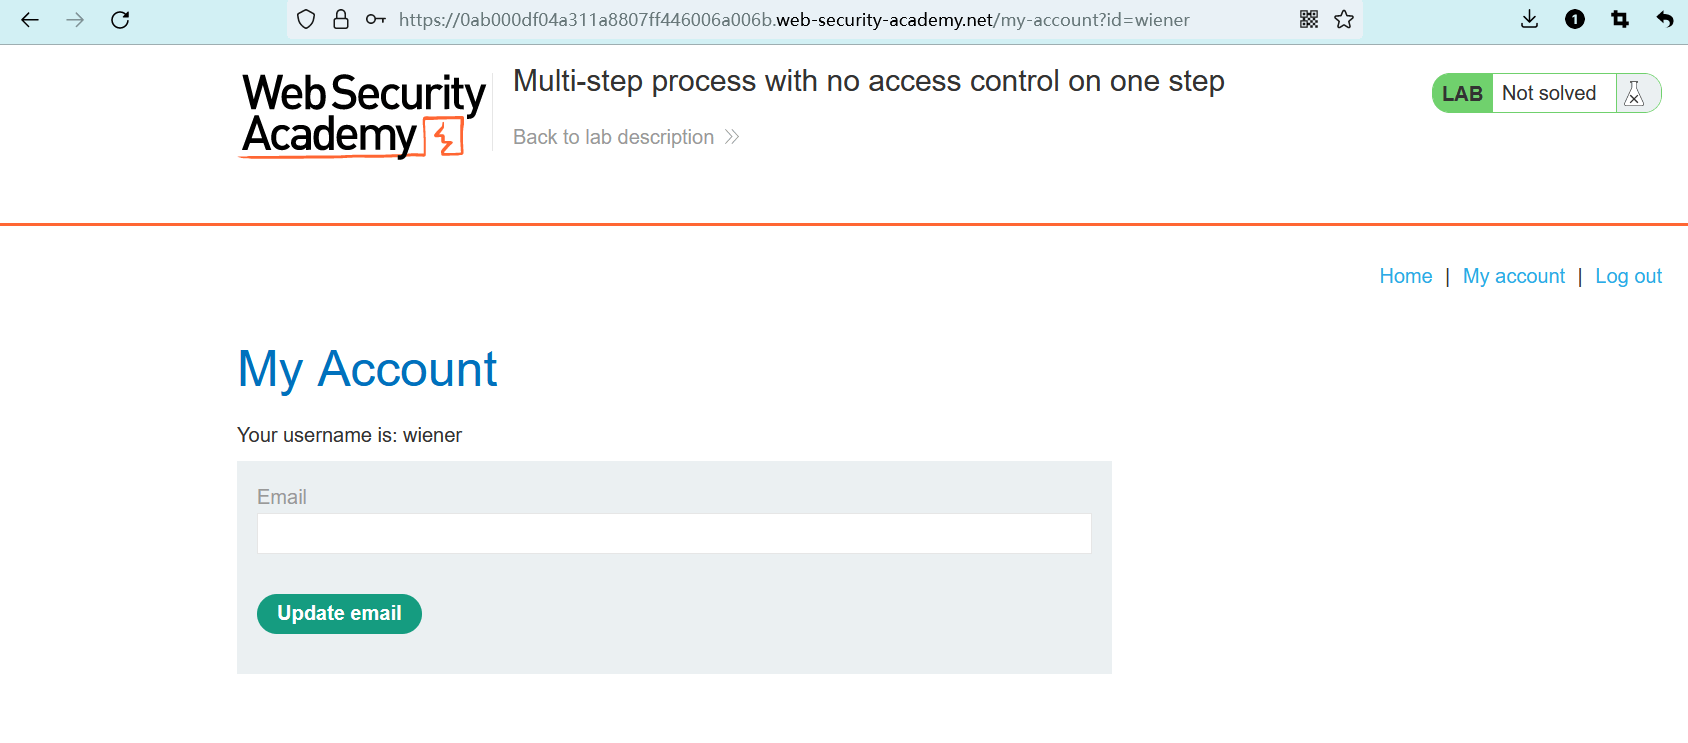 https://0ab000df04a311a8807ff446006a006b.web-security-academy.net/my-account?id=wiener
1
Web Security
Academy
Multi-step process with no access control on one step
Back to lab description
LAB Not solved
Home | My account | Log out
My Account
Your username is: wiener
Email
Update email